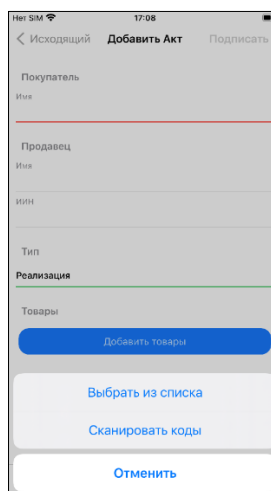 Нет SIM 17:08
Исходящий Добавить Акт Подписать
Покупатель
Имя
Продавец
Имя
ИИН
Тип
Реализация
Товары
Добавить товары
Выбрать из списка
Сканировать коды
Отменить